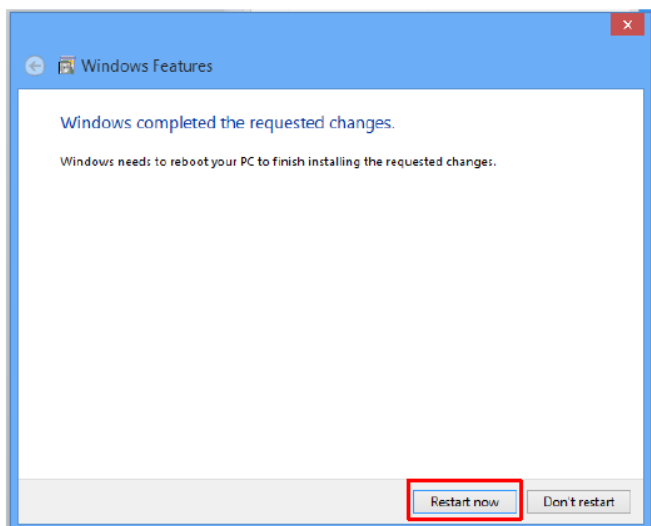 Windows Features
Windows completed the requested changes.
Windows needs to reboot your PC to finish installing the requested changes.
Restart now
Don't restart